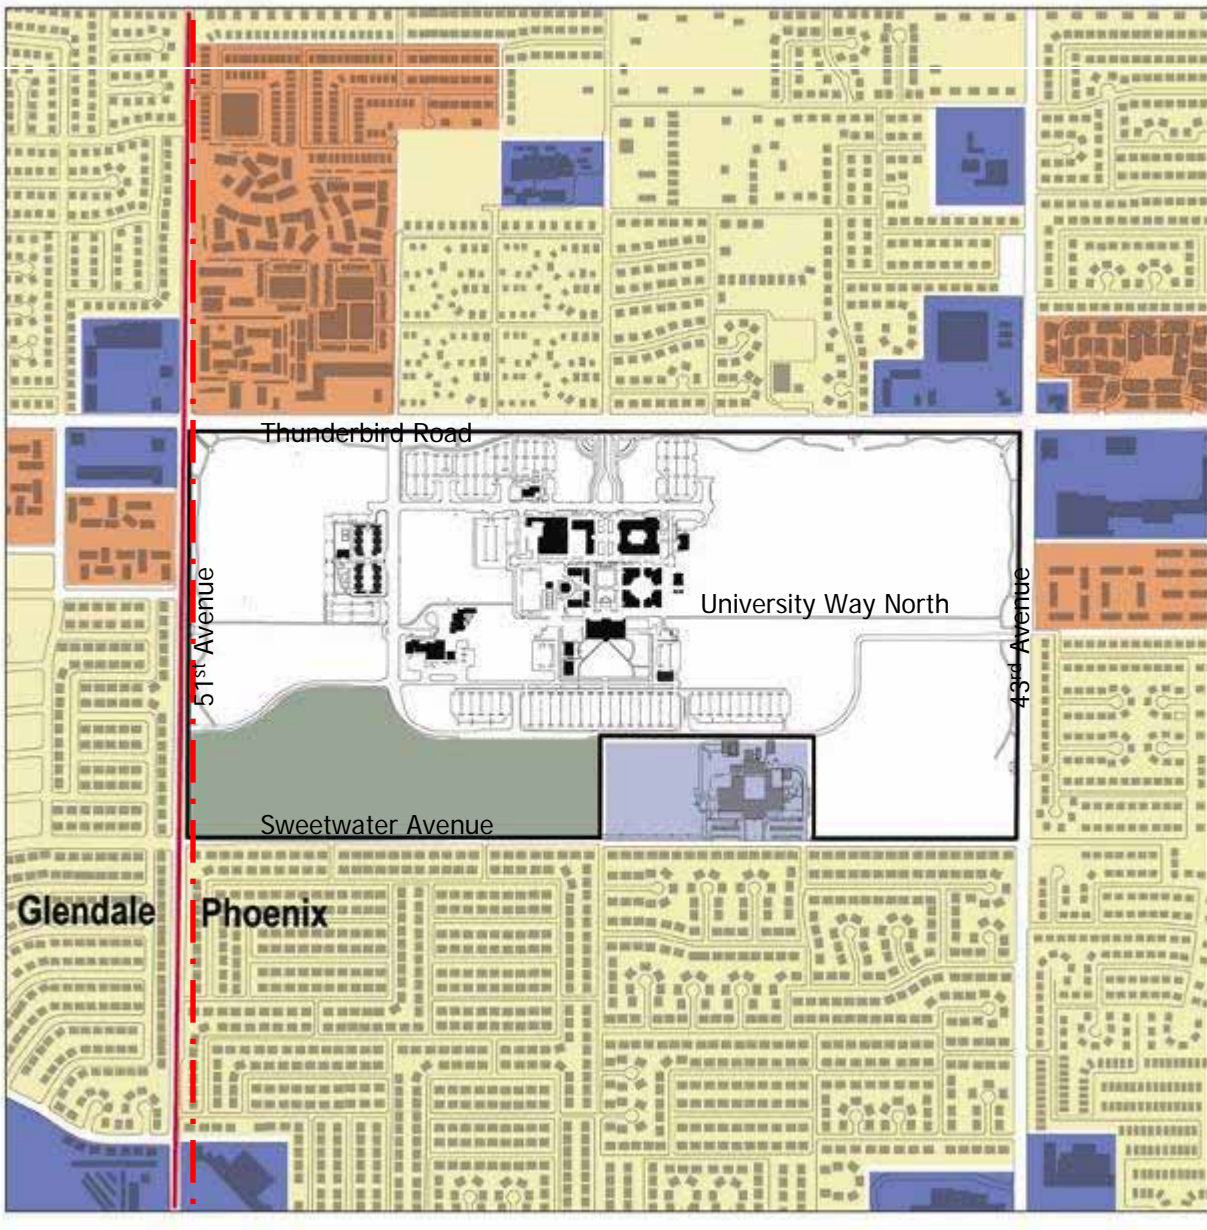 Thunderbird Road
51st Avenue
University Way North
43rd Avenue
Sweetwater Avenue
Glendale
Phoenix